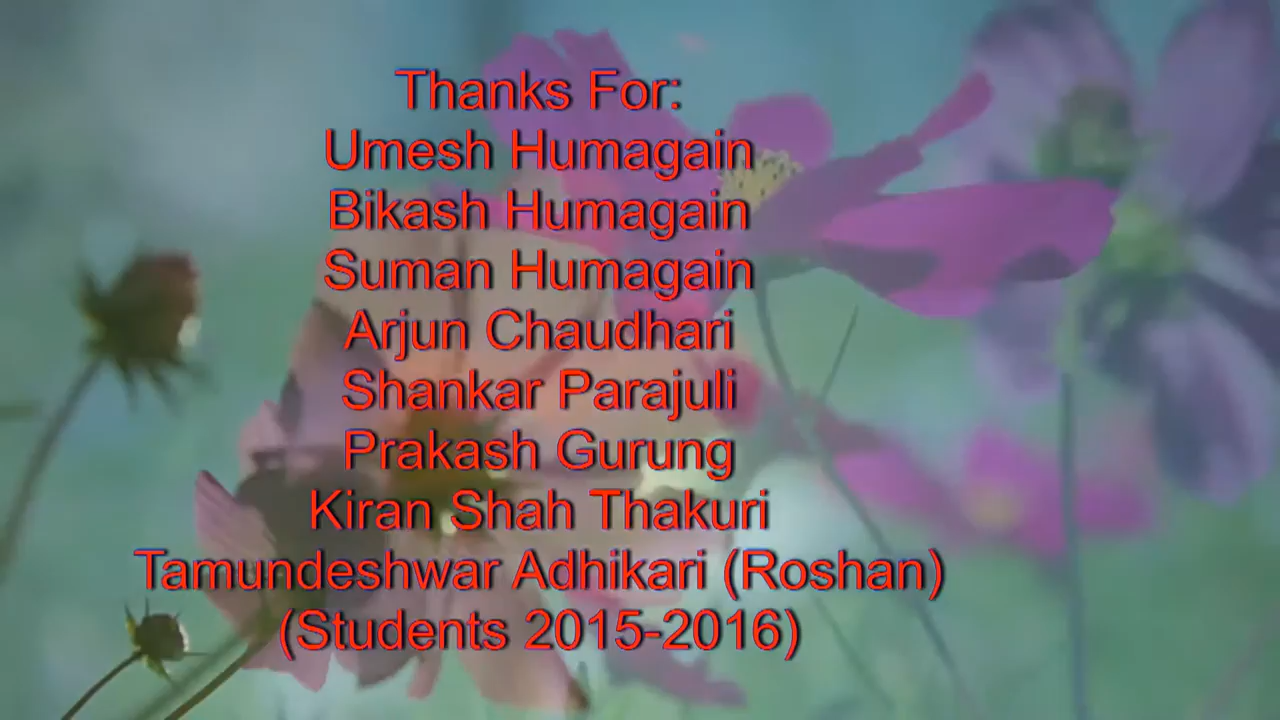 Thanks For:
Umesh Humagain
Bikash Humagain
Suman Humagain
Arjun Chaudhari
Shankar Parajuli
Prakash Gurung
Kiran Shah Thakuri
Tamundeshwar Adhikari (Roshan)
(Students 2015-2016)